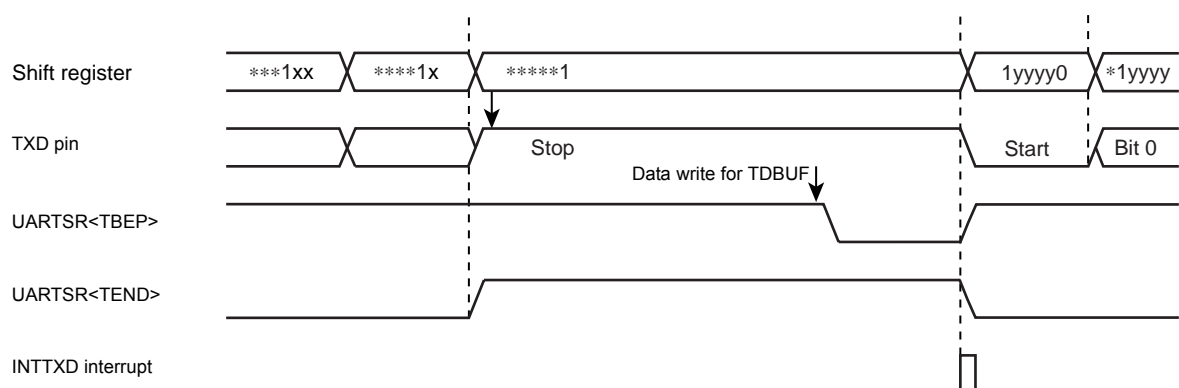 Shift register ***1xx ****1x *****1 1yyyy0 *1yyyy
TXD pin Stop Start Bit 0
Data write for TDBUF
UARTSR<TBEP>
UARTSR<TEND>
INTTXD interrupt